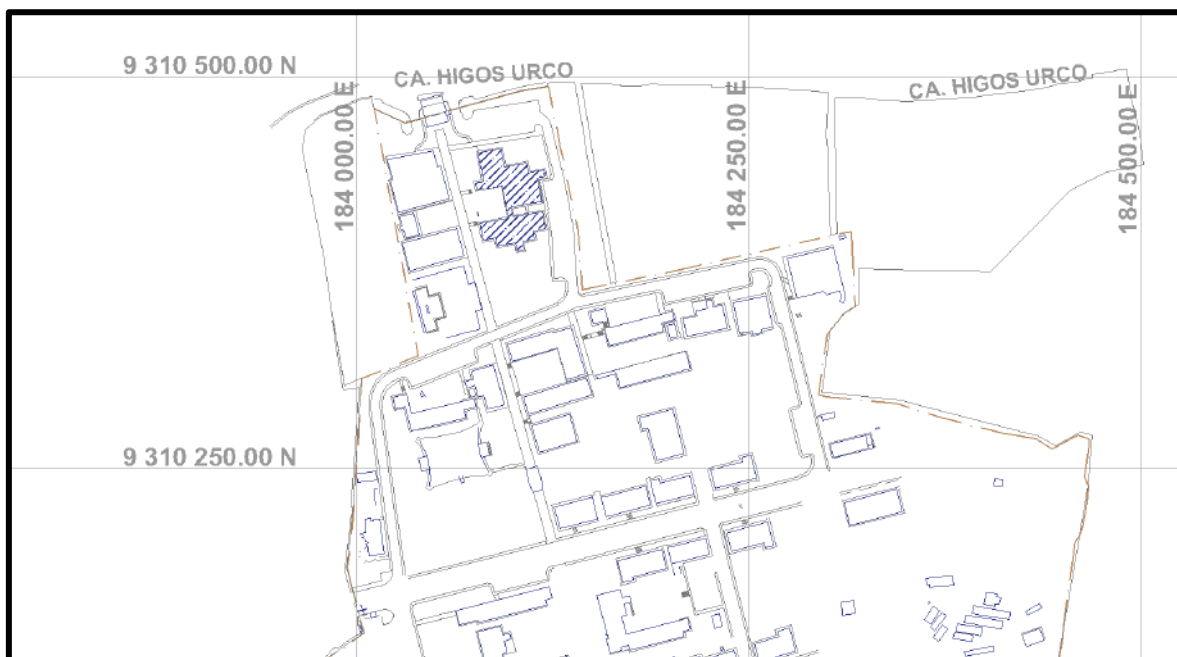 9 310 500.00 N
CA. HIGOS URCO
CA. HIGOS URCO
184 000.00 E
184 250.00 E
184 500.00 E
9 310 250.00 N